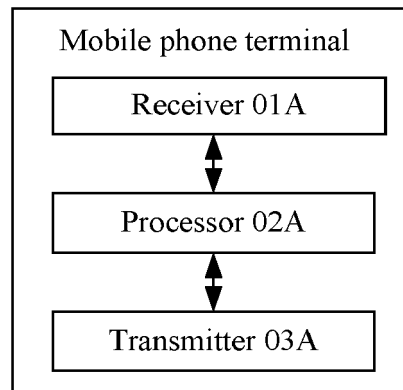 Mobile phone terminal
Receiver 01A
Processor 02A
Transmitter 03A